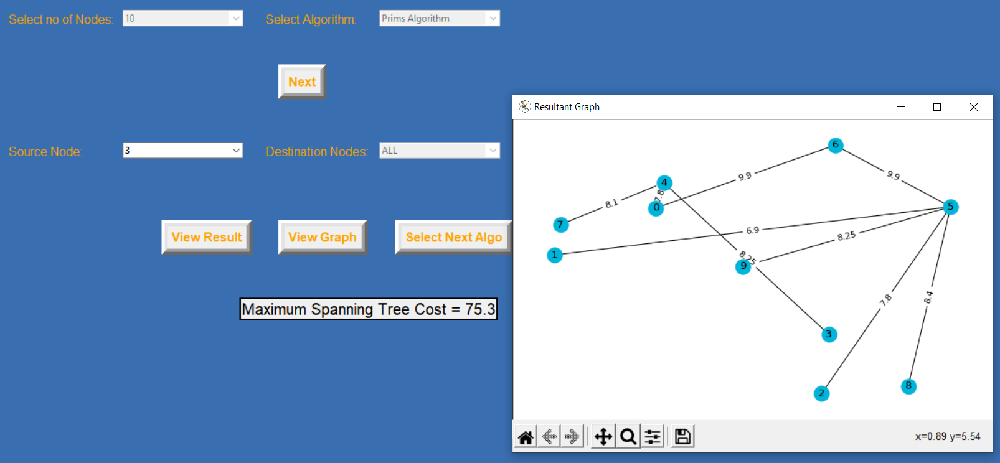 Select no of Nodes: 10 Select Algorithm: Prims Algorithm
Next
Resultant Graph
Source Node: 3 Destination Nodes: ALL
View Result View Graph Select Next Algo
Maximum Spanning Tree Cost = 75.3
6
9.9
9.9
4
7.8
8.1
0
5
7
6.9
8.25
1
8.25
9
7.8
8.4
3
8
2
x=0.89 y=5.54